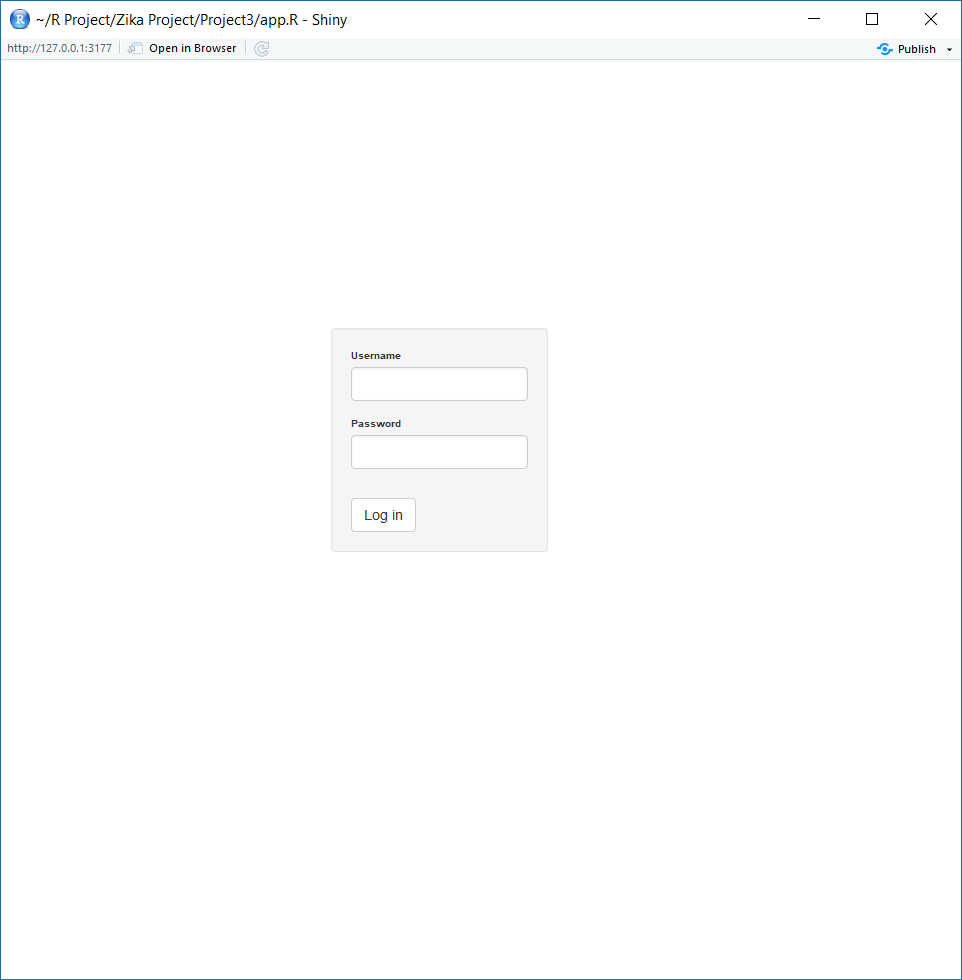 R ~/R Project/Zika Project/Project3/app.R - Shiny
http://127.0.0.1:3177 Open in Browser Publish
Username
Password
Log in